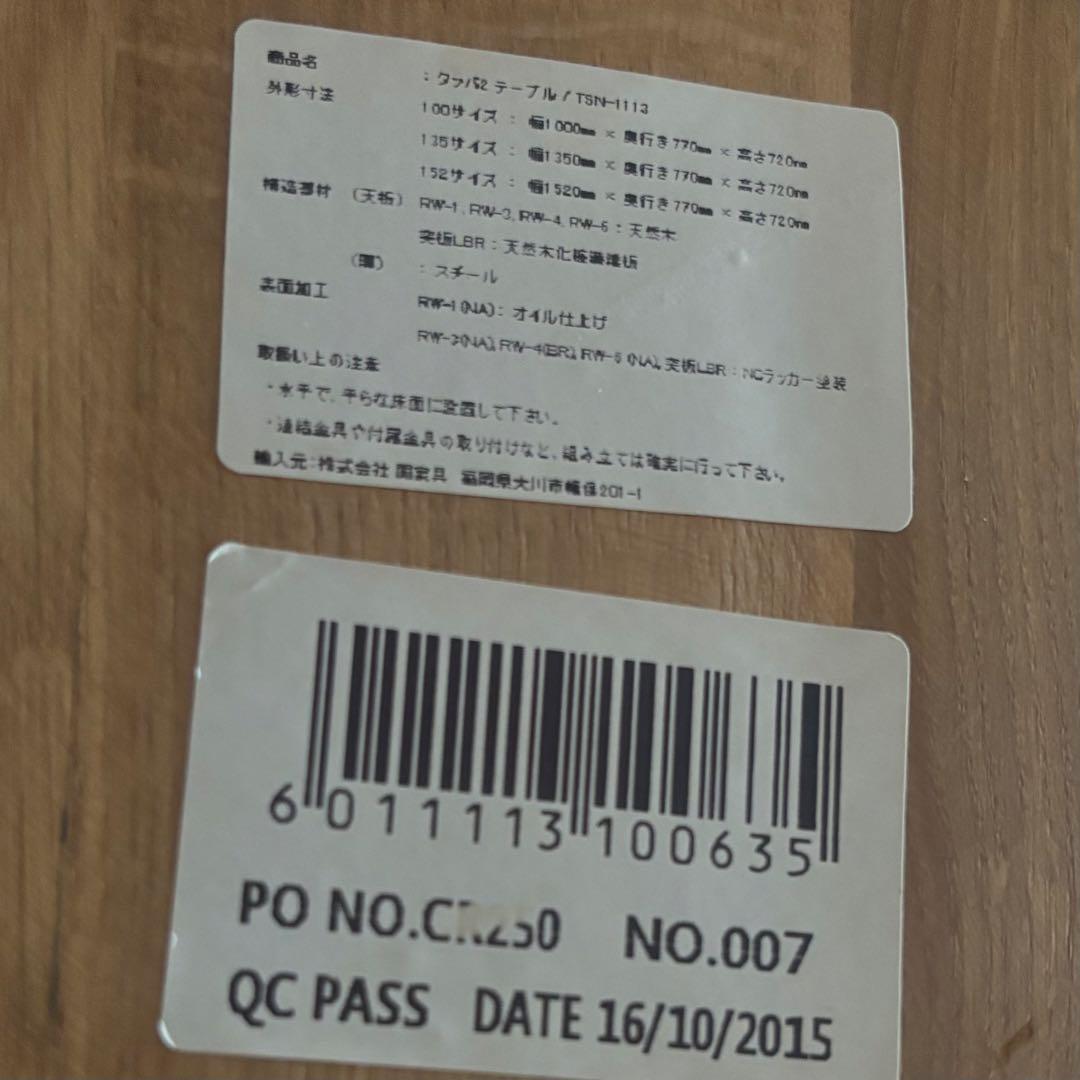 商品名 : タッパ2 テーブル / TSN-1113
外形寸法 100サイズ : 幅1000mm × 奥行き770mm × 高さ720mm
135サイズ : 幅1350mm × 奥行き770mm × 高さ720mm
152サイズ : 幅1520mm × 奥行き770mm × 高さ720mm
構造部材 (天板) RW-1, RW-3, RW-4, RW-6 : 天然木
突板LBR : 天然木化粧繊維板
(脚) : スチール
表面加工 RW-1(NA) : オイル仕上げ
RW-3(NA), RW-4(BR), RW-6 (NA), 突板LBR : NCラッカー塗装
取扱い上の注意
・水平で、平らな床面に設置して下さい。
・連結金具や付属金具の取り付けなど、組み立ては確実に行って下さい。
輸入元:株式会社 関家具 福岡県大川市幡保201-1
6 011113 100635
PO NO.CR250 NO.007
QC PASS DATE 16/10/2015